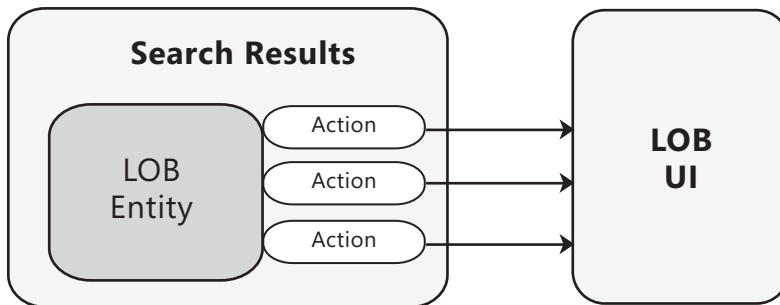 Search Results
LOB
Entity
Action
Action
Action
LOB
UI